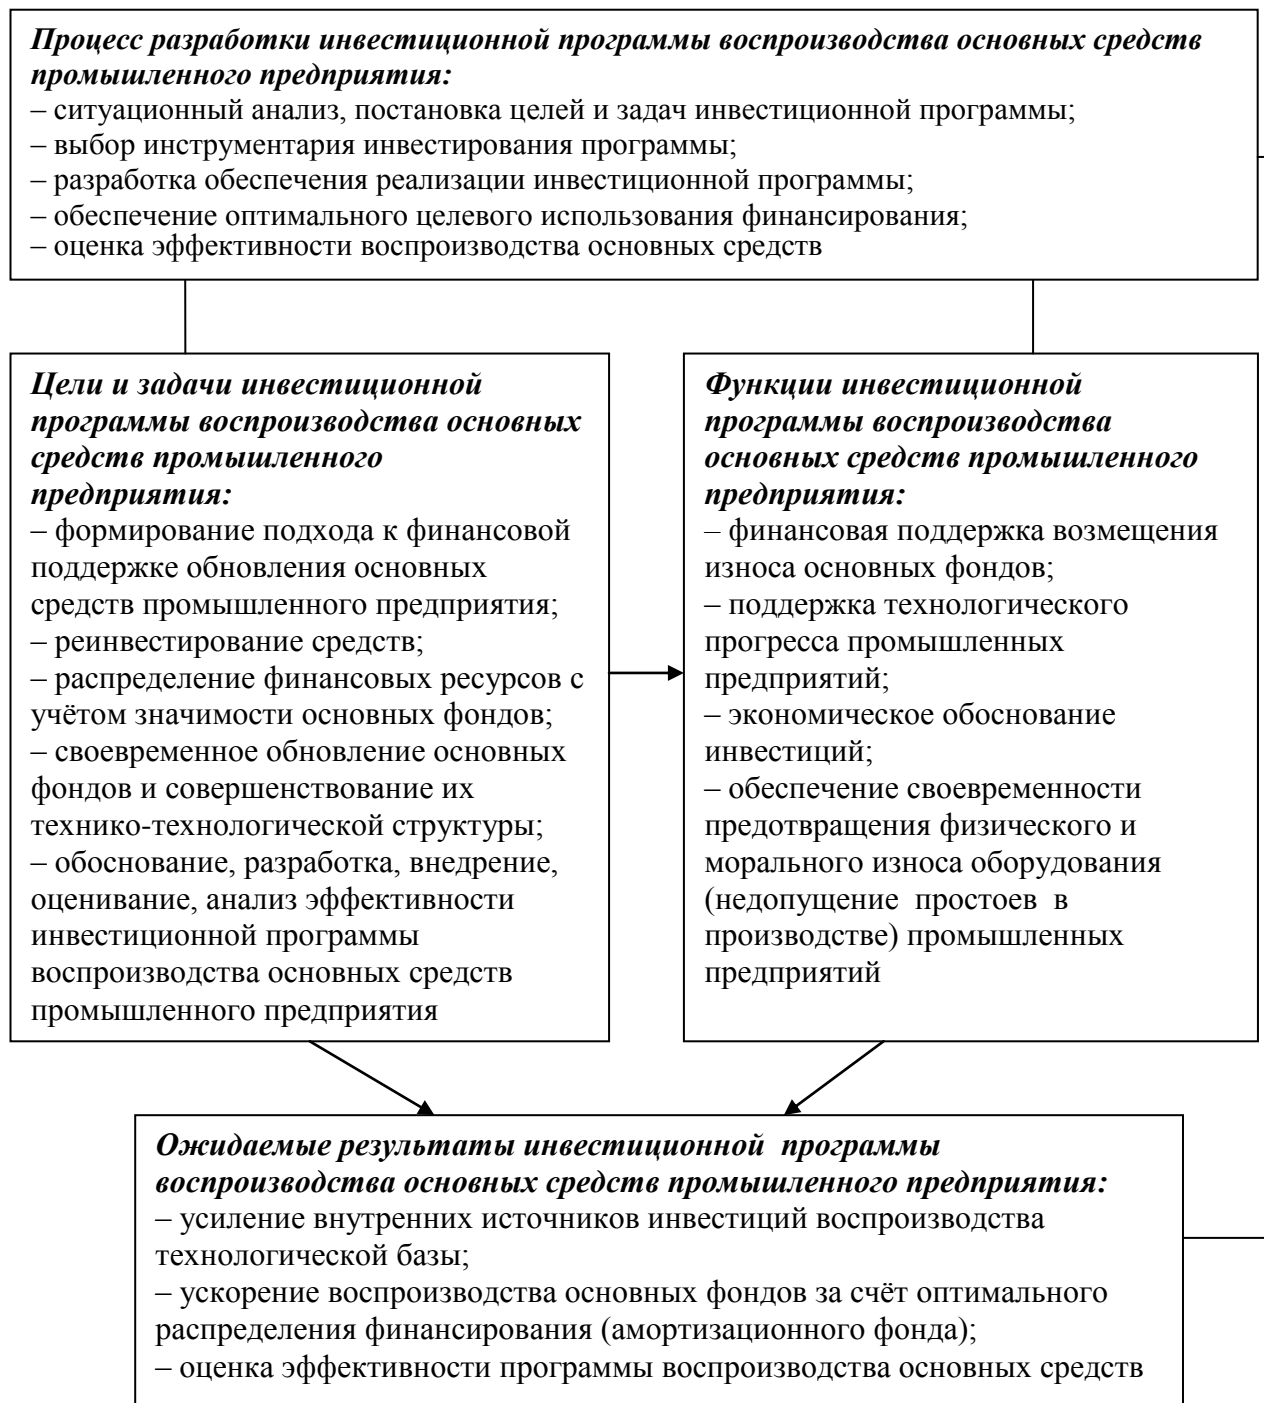 Процесс разработки инвестиционной программы воспроизводства основных средств
промышленного предприятия:
– ситуационный анализ, постановка целей и задач инвестиционной программы;
– выбор инструментария инвестирования программы;
– разработка обеспечения реализации инвестиционной программы;
– обеспечение оптимального целевого использования финансирования;
– оценка эффективности воспроизводства основных средств
Цели и задачи инвестиционной
программы воспроизводства основных
средств промышленного
предприятия:
– формирование подхода к финансовой
поддержке обновления основных
средств промышленного предприятия;
– реинвестирование средств;
– распределение финансовых ресурсов с
учётом значимости основных фондов;
– своевременное обновление основных
фондов и совершенствование их
технико-технологической структуры;
– обоснование, разработка, внедрение,
оценивание, анализ эффективности
инвестиционной программы
воспроизводства основных средств
промышленного предприятия
Функции инвестиционной
программы воспроизводства
основных средств промышленного
предприятия:
– финансовая поддержка возмещения
износа основных фондов;
– поддержка технологического
прогресса промышленных
предприятий;
– экономическое обоснование
инвестиций;
– обеспечение своевременности
предотвращения физического и
морального износа оборудования
(недопущение простоев в
производстве) промышленных
предприятий
Ожидаемые результаты инвестиционной программы
воспроизводства основных средств промышленного предприятия:
– усиление внутренних источников инвестиций воспроизводства
технологической базы;
– ускорение воспроизводства основных фондов за счёт оптимального
распределения финансирования (амортизационного фонда);
– оценка эффективности программы воспроизводства основных средств